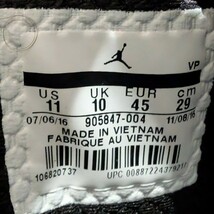 VP
US UK EUR cm
11 10 45 29
07/06/16 905847-004 11/08/16
MADE IN VIETNAM
FABRIQUE AU VIETNAM
106820737
UPC